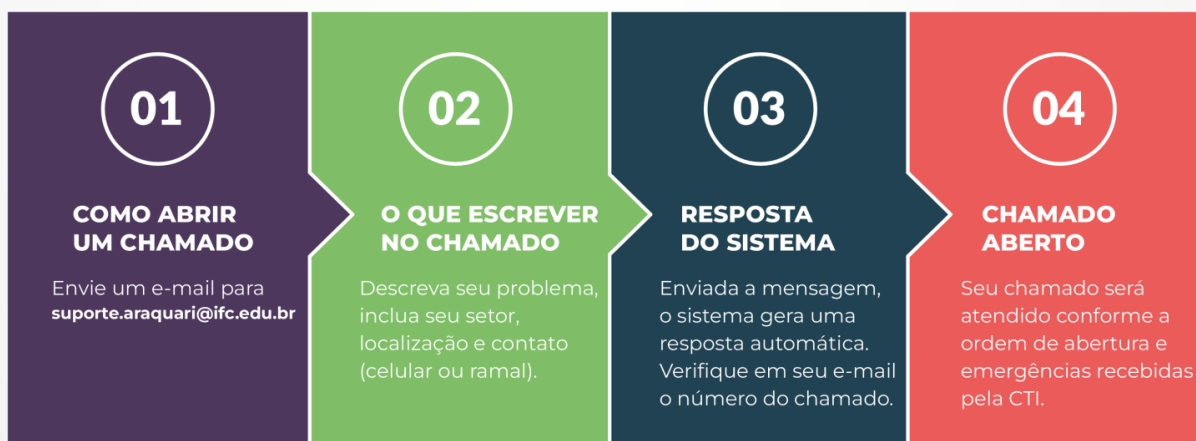 01
COMO ABRIR
UM CHAMADO
Envie um e-mail para
suporte.araquari@ifc.edu.br
02
O QUE ESCREVER
NO CHAMADO
Descreva seu problema,
inclua seu setor,
localização e contato
(celular ou ramal).
03
RESPOSTA
DO SISTEMA
Enviada a mensagem,
o sistema gera uma
resposta automática.
Verifique em seu e-mail
o número do chamado.
04
CHAMADO
ABERTO
Seu chamado será
atendido conforme a
ordem de abertura e
emergências recebidas
pela CTI.